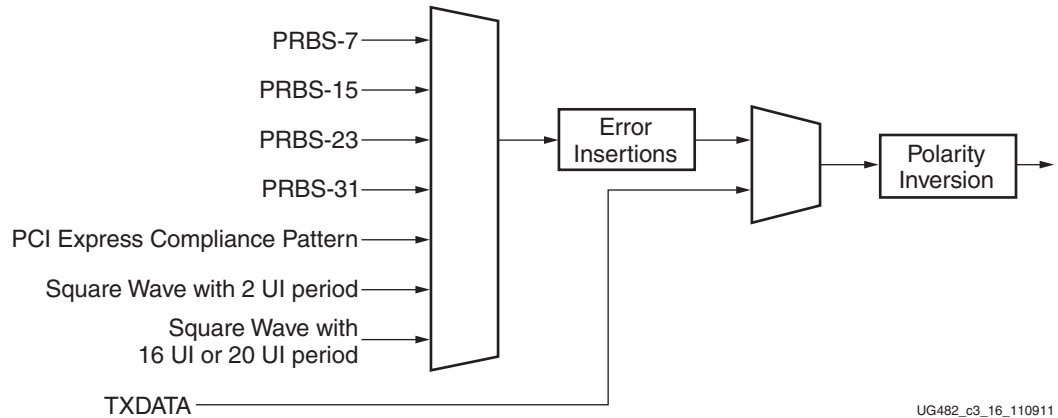 PRBS-7
PRBS-15
PRBS-23
PRBS-31
PCI Express Compliance Pattern
Square Wave with 2 UI period
Square Wave with
16 UI or 20 UI period
TXDATA
Error
Insertions
Polarity
Inversion
UG482_c3_16_110911